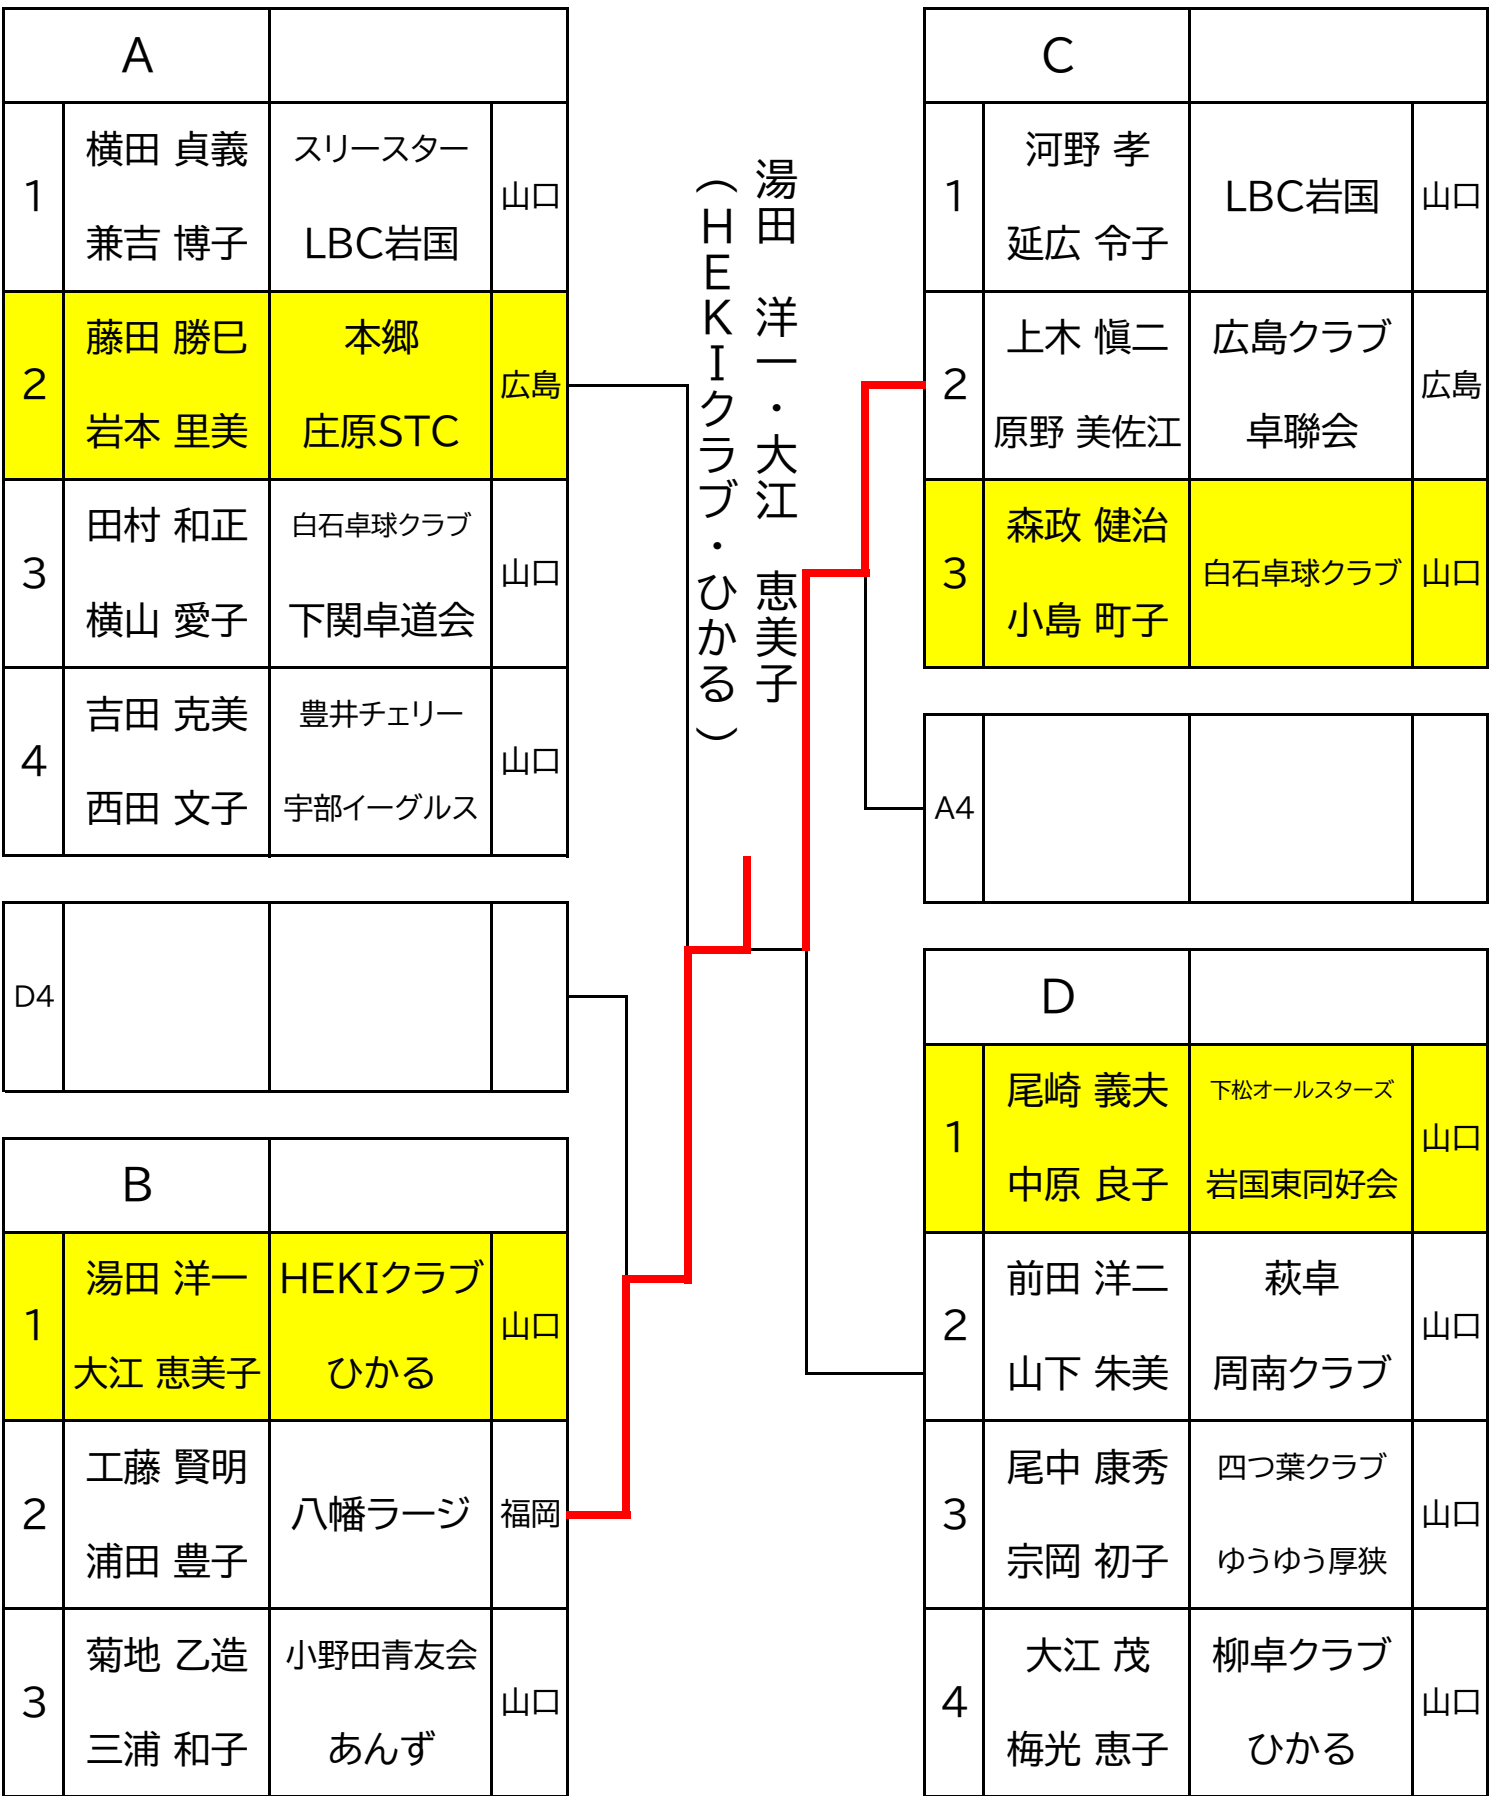 A
1
横田 貞義 スリースター
山口
兼吉 博子 LBC岩国
2
藤田 勝巳 本郷
広島
岩本 里美 庄原STC
3
田村 和正 白石卓球クラブ
山口
横山 愛子 下関卓道会
4
吉田 克美 豊井チェリー
山口
西田 文子 宇部イーグルス
D4
B
1
湯田 洋一 HEKIクラブ
山口
大江 恵美子 ひかる
2
工藤 賢明
八幡ラージ 福岡
浦田 豊子
3
菊地 乙造 小野田青友会
山口
三浦 和子 あんず
湯田 洋一・大江 恵美子
（HEKIクラブ・ひかる）
C
1
河野 孝
LBC岩国 山口
延広 令子
2
上木 愼二 広島クラブ
広島
原野 美佐江 卓聯会
3
森政 健治
白石卓球クラブ 山口
小島 町子
A4
D
1
尾崎 義夫 下松オールスターズ
山口
中原 良子 岩国東同好会
2
前田 洋二 萩卓
山口
山下 朱美 周南クラブ
3
尾中 康秀 四つ葉クラブ
山口
宗岡 初子 ゆうゆう厚狭
4
大江 茂 柳卓クラブ
山口
梅光 恵子 ひかる